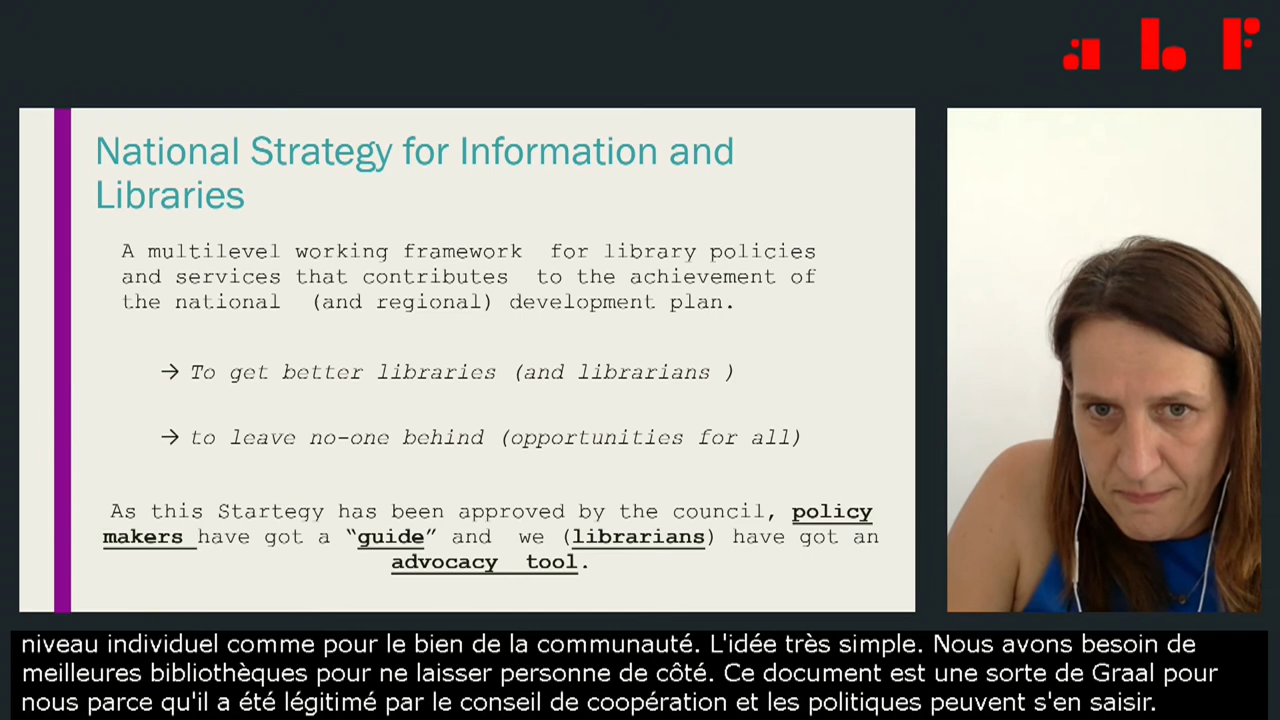 abF
National Strategy for Information and
Libraries
A multilevel working framework for library policies
and services that contributes to the achievement of
the national (and regional) development plan.
→ To get better libraries (and librarians )
→ to leave no-one behind (opportunities for all)
As this Startegy has been approved by the council, policy
makers have got a “guide” and we (librarians) have got an
advocacy tool.
niveau individuel comme pour le bien de la communauté. L'idée très simple. Nous avons besoin de
meilleures bibliothèques pour ne laisser personne de côté. Ce document est une sorte de Graal pour
nous parce qu'il a été légitimé par le conseil de coopération et les politiques peuvent s'en saisir.